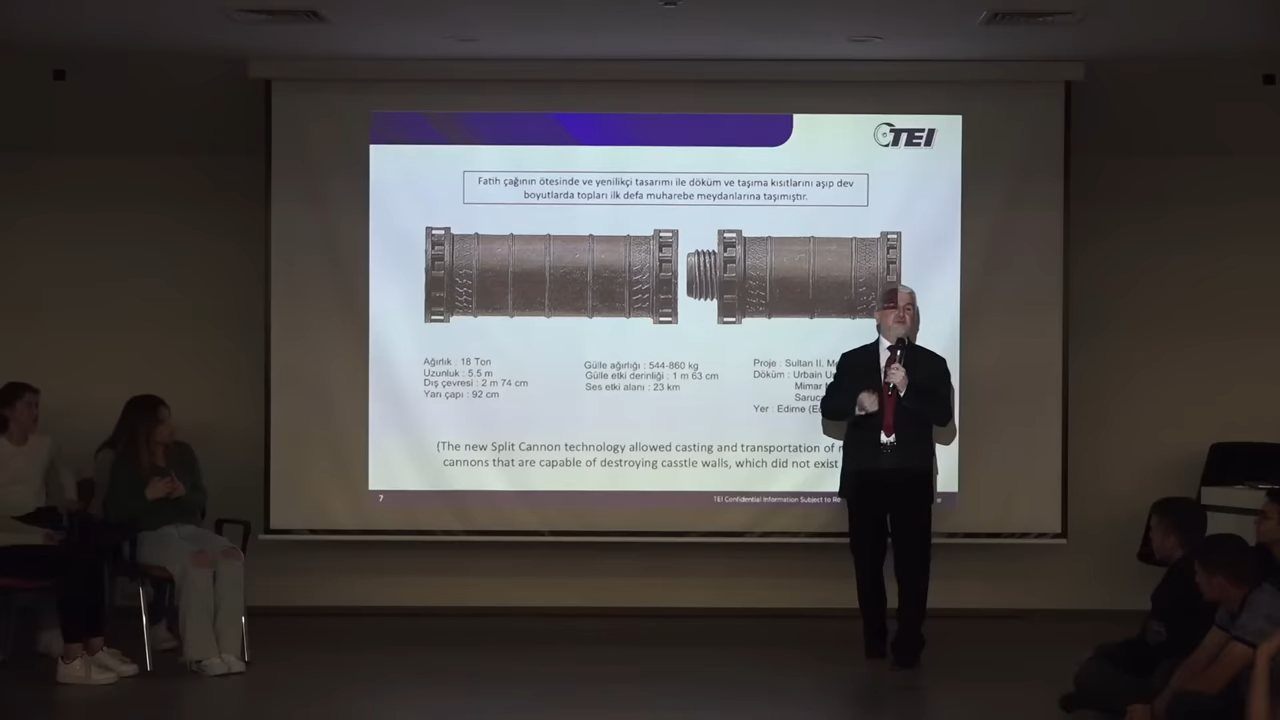 TEI
Fatih çağının ötesinde ve yenilikçi tasarımı ile döküm ve taşıma kısıtlarını aşıp dev
boyutlarda topları ilk defa muharebe meydanlarına taşımıştır.
Ağırlık : 18 Ton
Uzunluk : 5.5 m
Dış çevresi : 2 m 74 cm
Yarı çapı : 92 cm
Gülle ağırlığı : 544-860 kg
Gülle etki derinliği : 1 m 63 cm
Ses etki alanı : 23 km
Proje : Sultan II.
Döküm : Urbain
Mimar
Yer : Edirne
(The new Split Cannon technology allowed casting and transportation of
cannons that are capable of destroying casstle walls, which did not exist
7
TEI Confidential Information Subject to